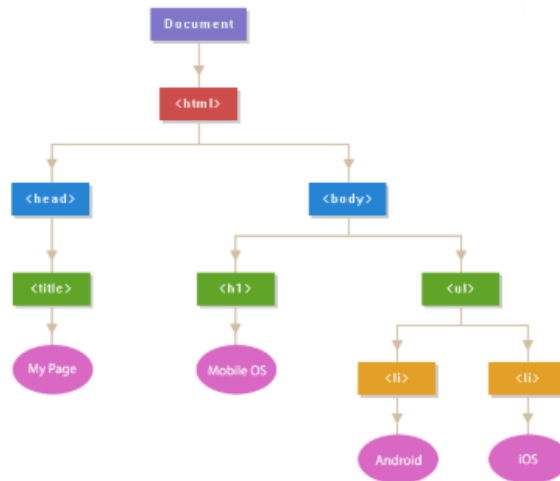 Document
<html>
<head>
<body>
<title>
<h1>
<ul>
My Page
Mobile OS
<li>
<li>
Android
iOS